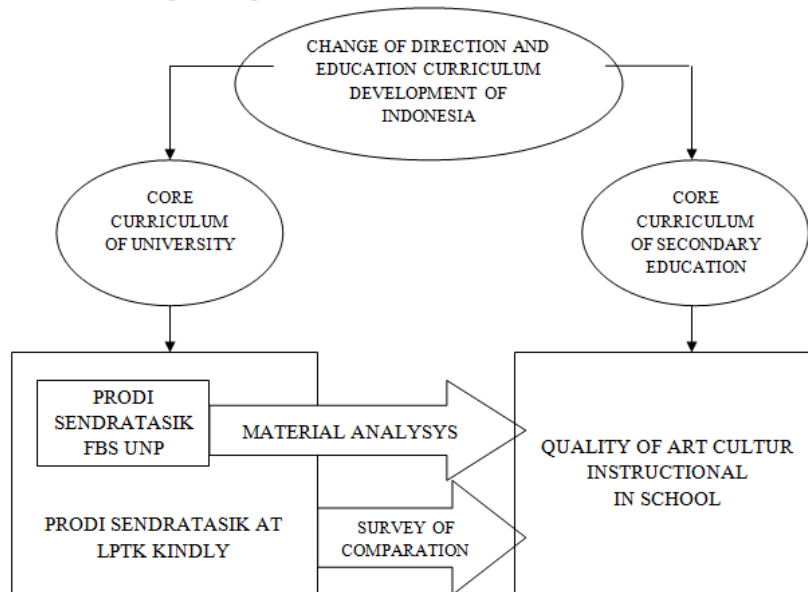 CHANGE OF DIRECTION AND
EDUCATION CURRICULUM
DEVELOPMENT OF
INDONESIA
CORE
CURRICULUM
OF UNIVERSITY
CORE
CURRICULUM
OF SECONDARY
EDUCATION
PRODI
SENDRATASIK
FBS UNP
MATERIAL ANALYSYS
QUALITY OF ART CULTUR
INSTRUCTIONAL
IN SCHOOL
PRODI SENDRATASIK AT
LPTK KINDLY
SURVEY OF
COMPARATION